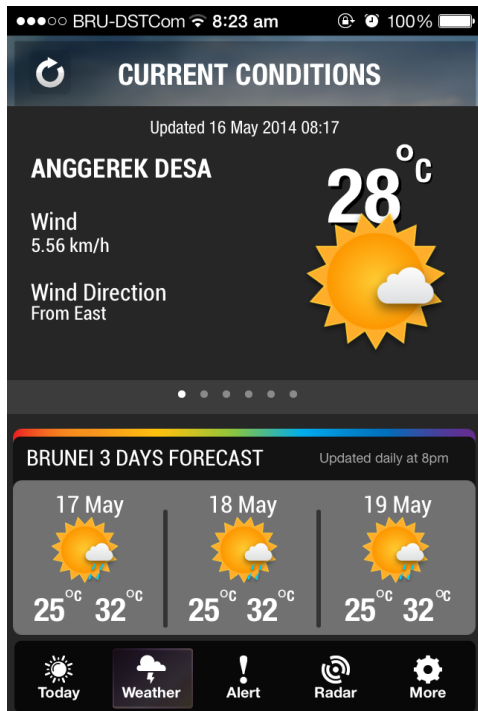 BRU-DSTCom 8:23 am 100%
CURRENT CONDITIONS
Updated 16 May 2014 08:17
ANGGEREK DESA
28°C
Wind
5.56 km/h
Wind Direction
From East
BRUNEI 3 DAYS FORECAST Updated daily at 8pm
17 May 18 May 19 May
25°C 32°C 25°C 32°C 25°C 32°C
Today Weather Alert Radar More